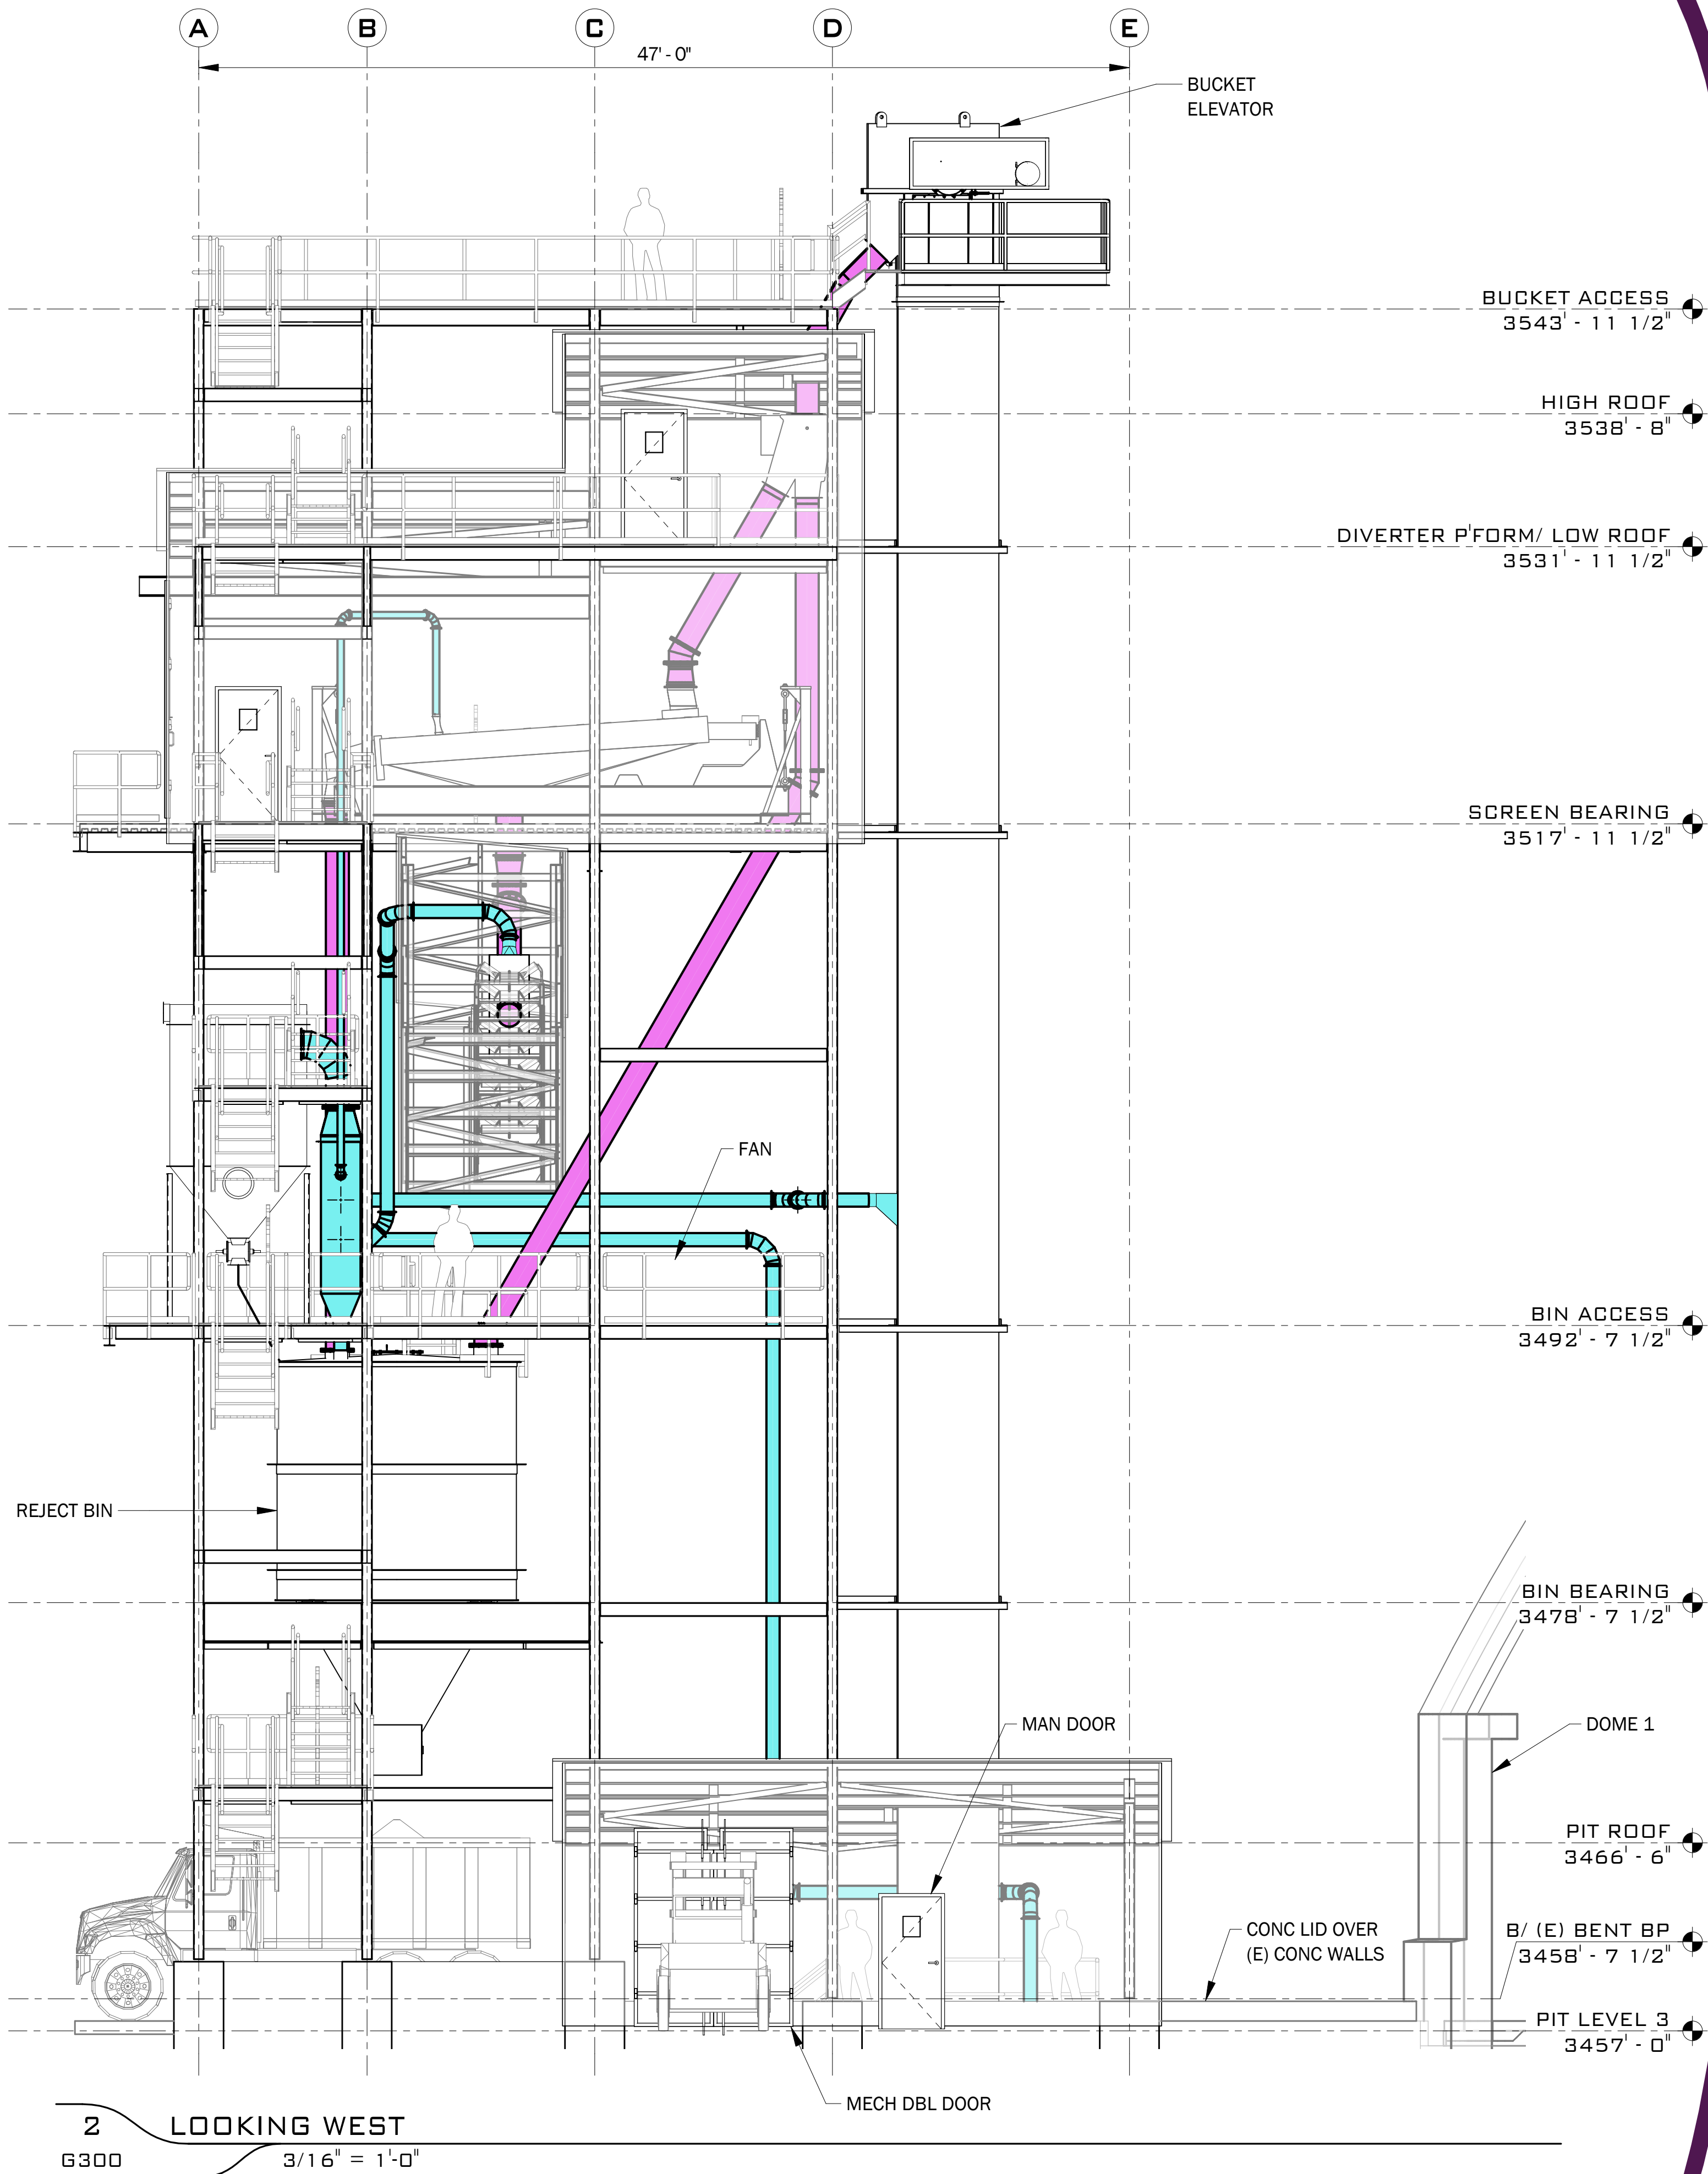 A B C D E
47' - 0"
BUCKET
ELEVATOR
BUCKET ACCESS
3543' - 11 1/2"
HIGH ROOF
3538' - 8"
DIVERTER P'FORM/ LOW ROOF
3531' - 11 1/2"
SCREEN BEARING
3517' - 11 1/2"
FAN
BIN ACCESS
3492' - 7 1/2"
REJECT BIN
BIN BEARING
3478' - 7 1/2"
MAN DOOR
DOME 1
PIT ROOF
3466' - 6"
CONC LID OVER
(E) CONC WALLS
B/ (E) BENT BP
3458' - 7 1/2"
PIT LEVEL 3
3457' - 0"
MECH DBL DOOR
2 LOOKING WEST
G300 3/16" = 1'-0"